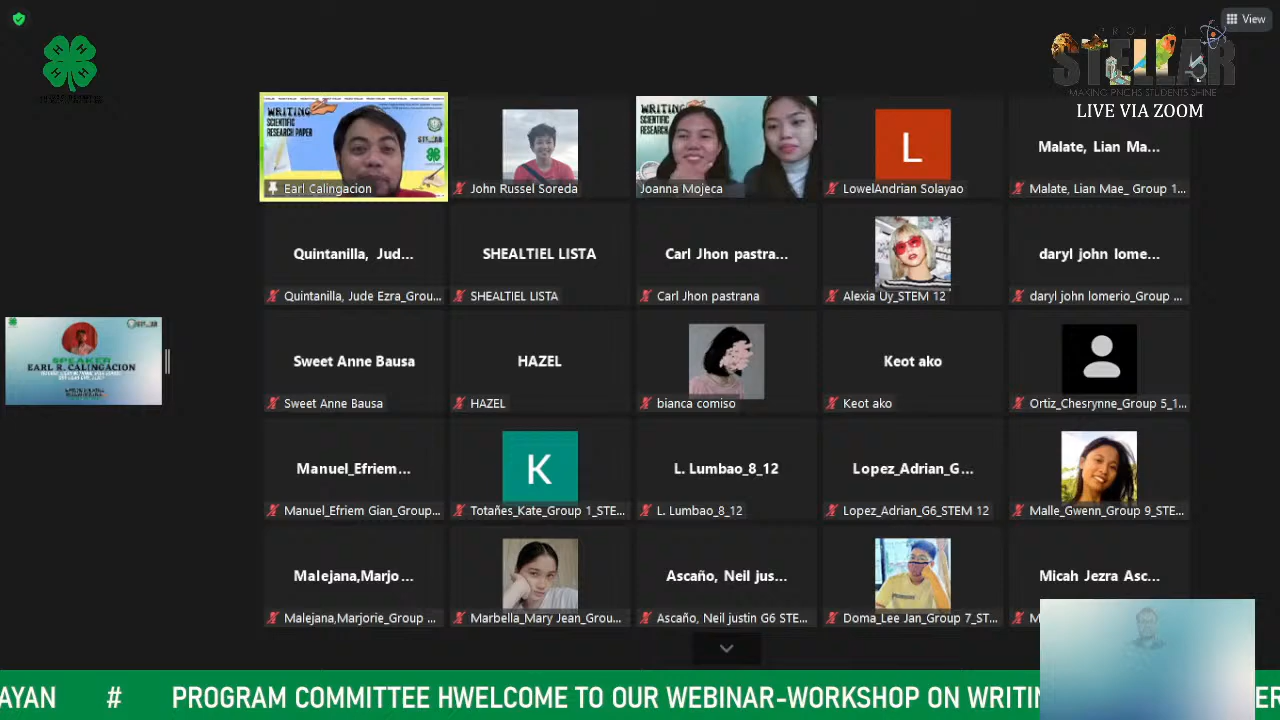 View
PROJECT
STELLAR
MAKING PNCHS STUDENTS SHINE
LIVE VIA ZOOM
H H H H
WRITING
SCIENTIFIC
RESEARCH PAPER
STELLAR
Earl Calingacion
John Russel Soreda
WRITING
SCIENTIFIC
Joanna Mojeca
L
LowelAndrian Solayao
Malate, Lian Ma...
Malate, Lian Mae_ Group 1...
Quintanilla, Jud...
Quintanilla, Jude Ezra_Grou...
SHEALTIEL LISTA
SHEALTIEL LISTA
Carl Jhon pastra...
Carl Jhon pastrana
Alexia Uy_STEM 12
daryl john lome...
daryl john lomerio_Group ...
SPEAKER
EARL R. CALINGACION
Sweet Anne Bausa
Sweet Anne Bausa
HAZEL
HAZEL
bianca comiso
Keot ako
Keot ako
Ortiz_Chesrynne_Group 5_1...
Manuel_Efriem...
Manuel_Efriem Gian_Group...
K
Totañes_Kate_Group 1_STE...
L. Lumbao_8_12
L. Lumbao_8_12
Lopez_Adrian_G...
Lopez_Adrian_G6_STEM 12
Malle_Gwenn_Group 9_STE...
Malejana,Marjo...
Malejana,Marjorie_Group ...
Marbella_Mary Jean_Grou...
Ascaño, Neil jus...
Ascaño, Neil justin G6 STE...
Doma_Lee Jan_Group 7_ST...
Micah Jezra Asc...
AYAN # PROGRAM COMMITTEE HWELCOME TO OUR WEBINAR-WORKSHOP ON WRITIN ER